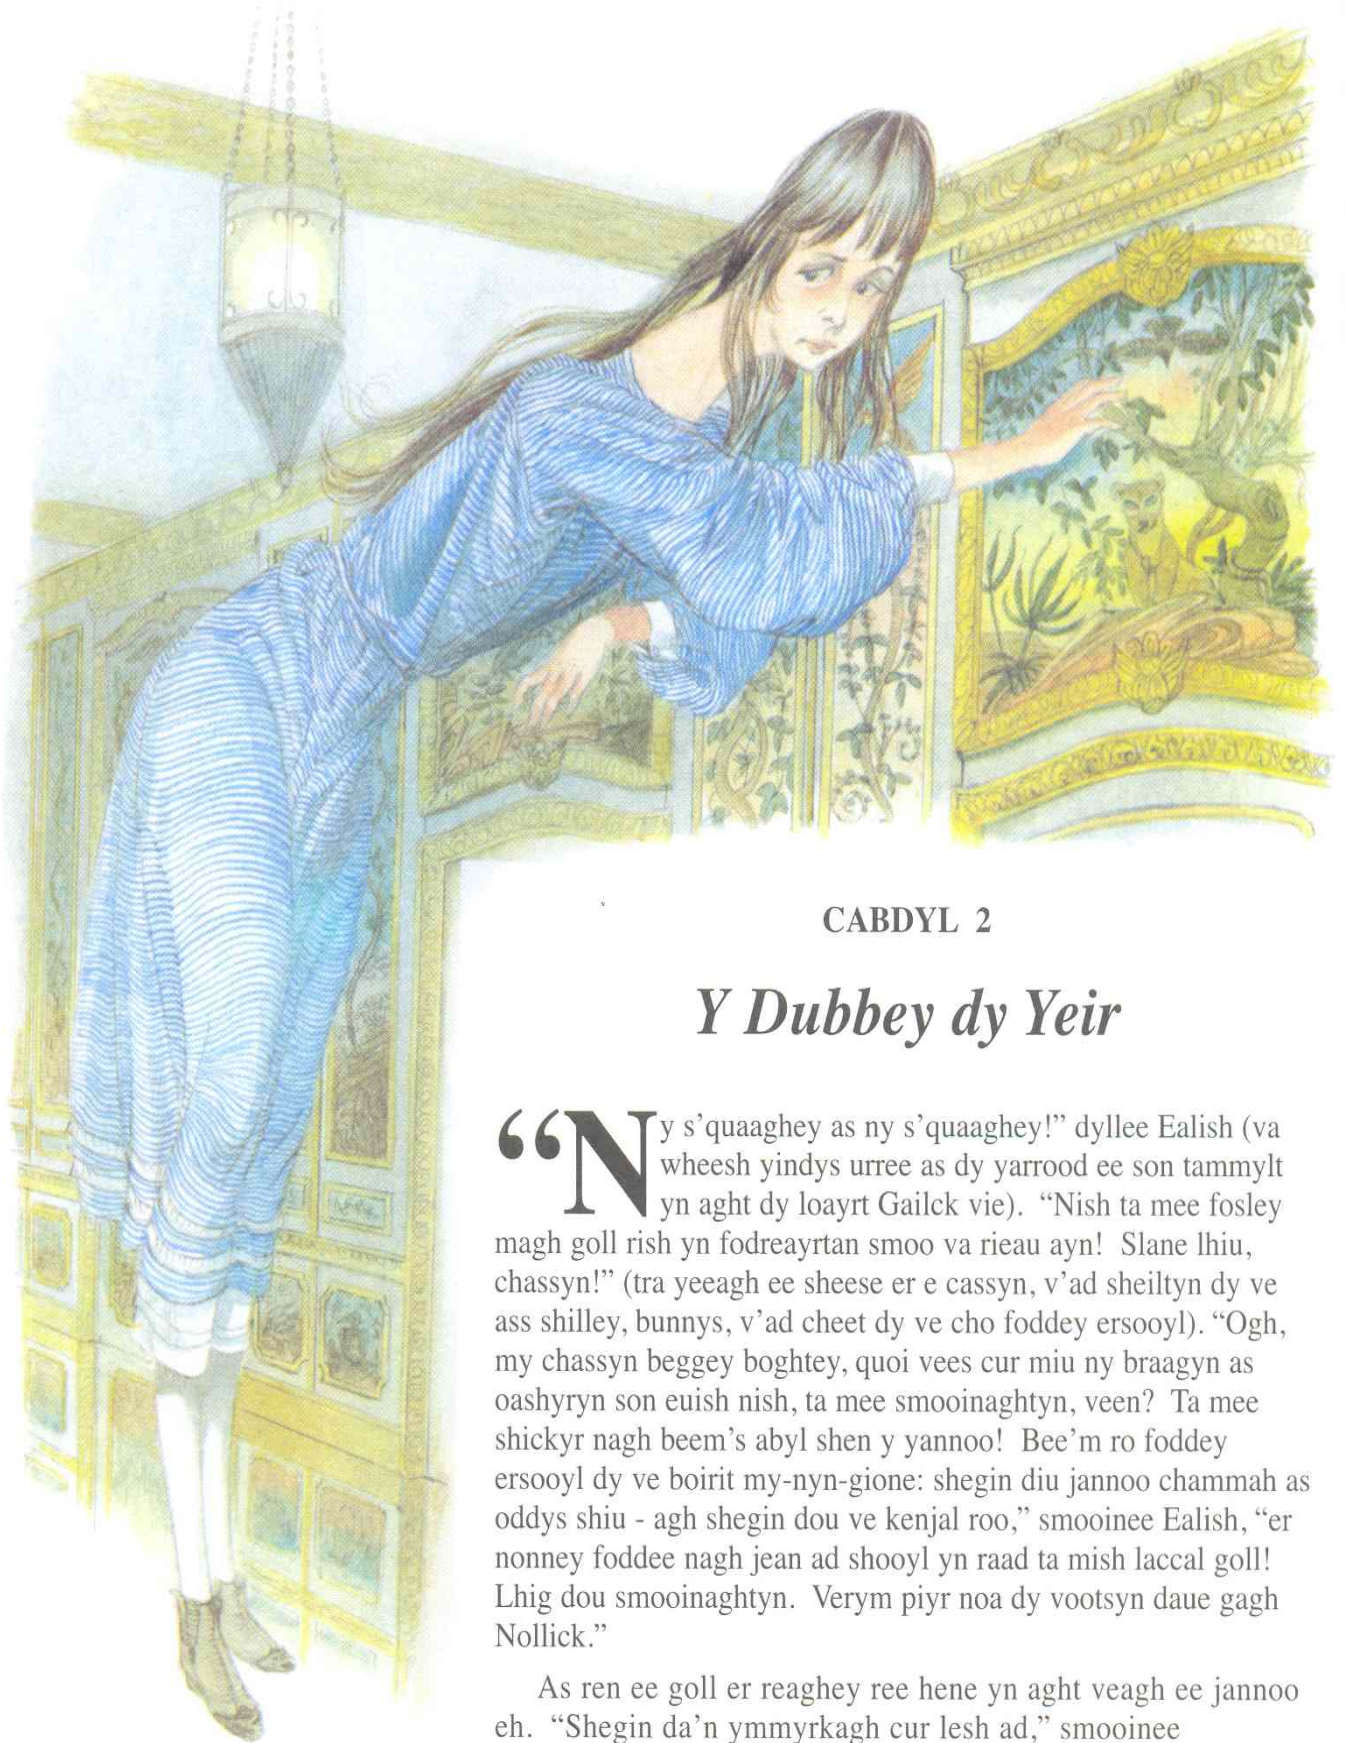 CABDYL 2
Y Dubbey dy Yeir
“Ny s’quaaghey as ny s’quaaghey!” dyllee Ealish (va
wheesh yindys urree as dy yarrood ee son tammylt
yn aght dy loayrt Gailck vie). “Nish ta mee fosley
magh goll rish yn fodreayrtan smoo va rieau ayn! Slane lhiu,
chassyn!” (tra yeeagh ee sheese er e cassyn, v’ad sheiltyn dy ve
ass shilley, bunnys, v’ad cheet dy ve cho foddey ersooyl). “Ogh,
my chassyn beggey boghtey, quoi vees cur miu ny braagyn as
oashyryn son euish nish, ta mee smooinaghtyn, veen? Ta mee
shickyr nagh beem’s abyl shen y yannoo! Bee’m ro foddey
ersooyl dy ve boirit my-nyn-gione: shegin diu jannoo chammah as
oddys shiu - agh shegin dou ve kenjal roo,” smooinee Ealish, “er
nonney foddee nagh jean ad shooyl yn raad ta mish laccal goll!
Lhig dou smooinaghtyn. Verym piyr noa dy vootsyn daue gagh
Nollick.”
As ren ee goll er reaghey ree hene yn aght veagh ee jannoo
eh. “Shegin da’n ymmyrkagh cur lesh ad,” smooinee